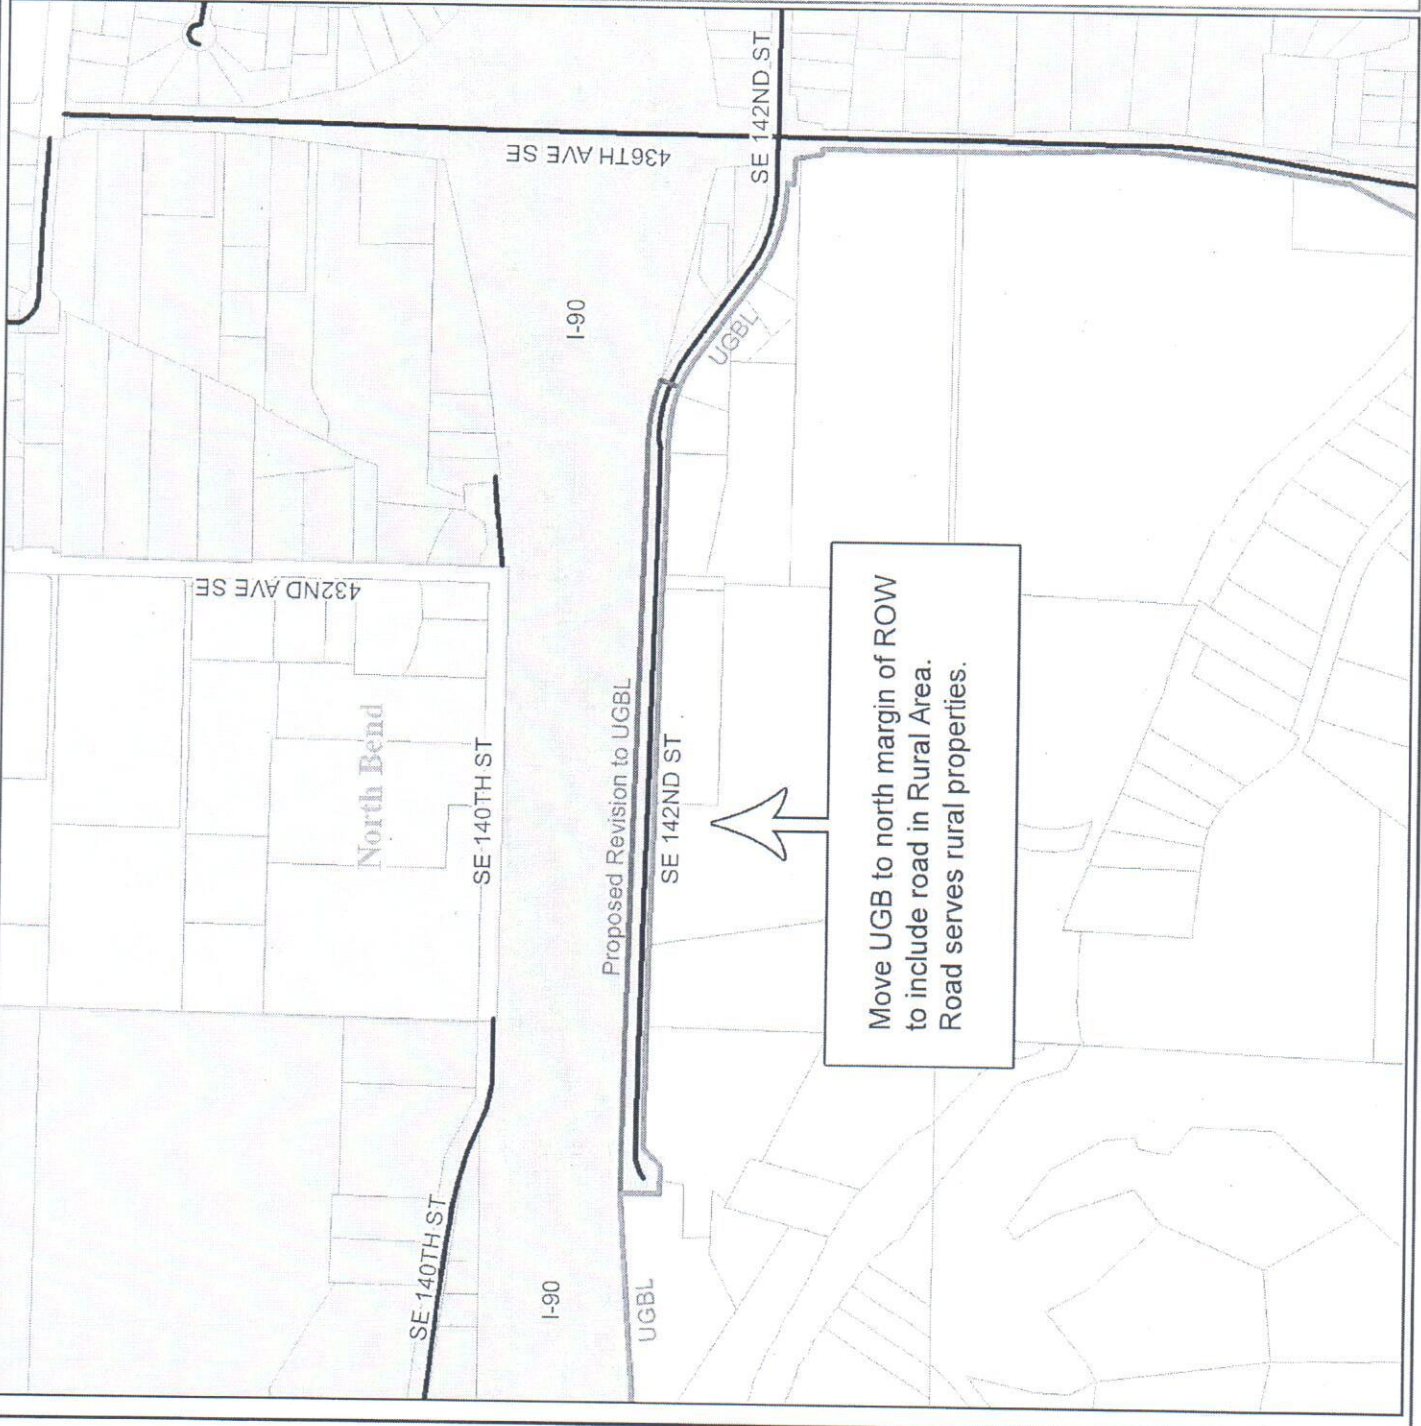 432ND AVE SE
436TH AVE SE
North Bend
SE 140TH ST
SE 140TH ST
I-90
I-90
Proposed Revision to UGBL
UGBL
UGBL
SE 142ND ST
SE 142ND ST
Move UGB to north margin of ROW
to include road in Rural Area.
Road serves rural properties.